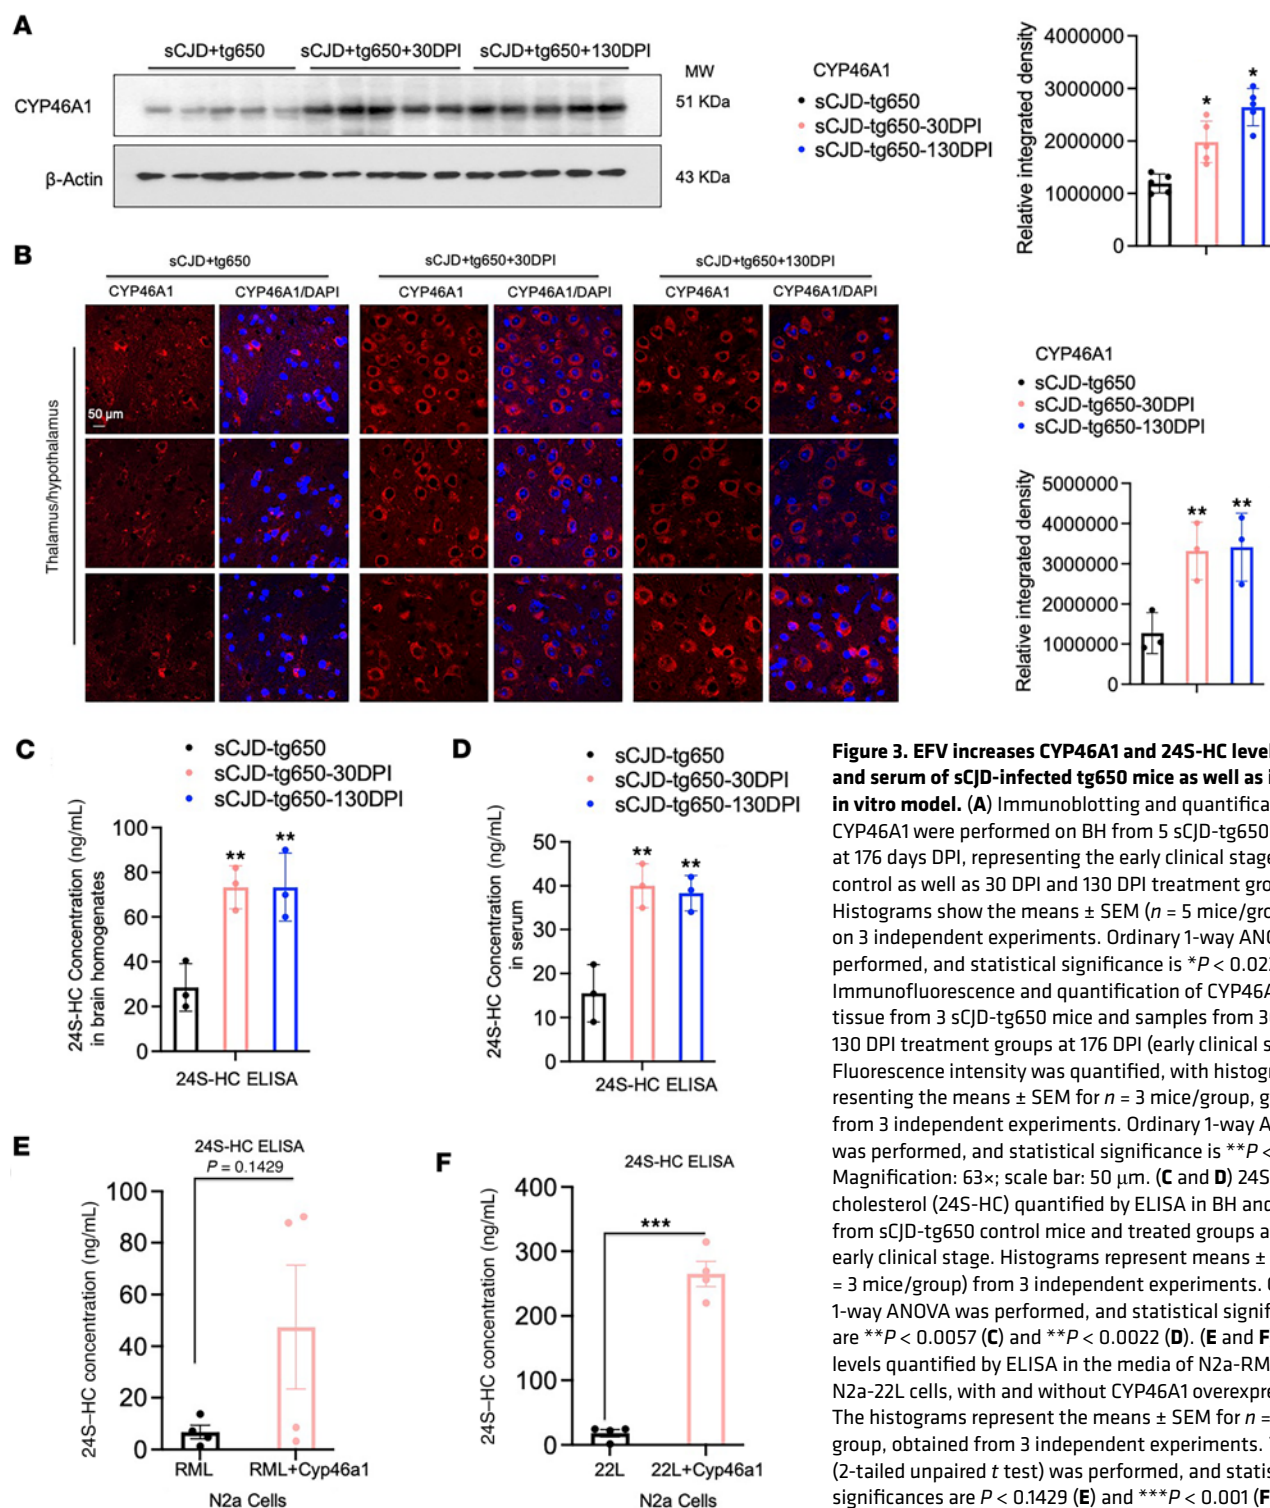 A
sCJD+tg650 sCJD+tg650+30DPI sCJD+tg650+130DPI
MW
CYP46A1
51 KDa
β-Actin
43 KDa
CYP46A1
sCJD-tg650
sCJD-tg650-30DPI
sCJD-tg650-130DPI
Relative integrated density
4000000
3000000
2000000
1000000
0
*
*
B
sCJD+tg650 sCJD+tg650+30DPI sCJD+tg650+130DPI
CYP46A1 CYP46A1/DAPI CYP46A1 CYP46A1/DAPI CYP46A1 CYP46A1/DAPI
Thalamus/hypothalamus
50 µm
CYP46A1
sCJD-tg650
sCJD-tg650-30DPI
sCJD-tg650-130DPI
Relative integrated density
5000000
4000000
3000000
2000000
1000000
0
**
**
C
sCJD-tg650
sCJD-tg650-30DPI
sCJD-tg650-130DPI
24S-HC Concentration (ng/mL)
in brain homogenates
100
80
60
40
20
0
**
**
24S-HC ELISA
D
sCJD-tg650
sCJD-tg650-30DPI
sCJD-tg650-130DPI
24S-HC Concentration (ng/mL)
in serum
50
40
30
20
10
0
**
**
24S-HC ELISA
E
24S-HC ELISA
P = 0.1429
24S–HC concentration (ng/mL)
100
80
60
40
20
0
RML RML+Cyp46a1
N2a Cells
F
24S-HC ELISA
***
24S–HC concentration (ng/mL)
400
300
200
100
0
22L 22L+Cyp46a1
N2a Cells
Figure 3. EFV increases CYP46A1 and 24S-HC level
and serum of sCJD-infected tg650 mice as well as i
in vitro model. (A) Immunoblotting and quantifica
CYP46A1 were performed on BH from 5 sCJD-tg650
at 176 days DPI, representing the early clinical stage
control as well as 30 DPI and 130 DPI treatment gro
Histograms show the means ± SEM (n = 5 mice/gro
on 3 independent experiments. Ordinary 1-way ANO
performed, and statistical significance is *P < 0.02
Immunofluorescence and quantification of CYP46A
tissue from 3 sCJD-tg650 mice and samples from 3
130 DPI treatment groups at 176 DPI (early clinical s
Fluorescence intensity was quantified, with histogr
resenting the means ± SEM for n = 3 mice/group, g
from 3 independent experiments. Ordinary 1-way A
was performed, and statistical significance is **P <
Magnification: 63×; scale bar: 50 μm. (C and D) 24S
cholesterol (24S-HC) quantified by ELISA in BH and
from sCJD-tg650 control mice and treated groups a
early clinical stage. Histograms represent means ±
= 3 mice/group) from 3 independent experiments. O
1-way ANOVA was performed, and statistical signif
are **P < 0.0057 (C) and **P < 0.0022 (D). (E and F
levels quantified by ELISA in the media of N2a-RM
N2a-22L cells, with and without CYP46A1 overexpre
The histograms represent the means ± SEM for n =
group, obtained from 3 independent experiments.
(2-tailed unpaired t test) was performed, and statis
significances are P < 0.1429 (E) and ***P < 0.001 (F